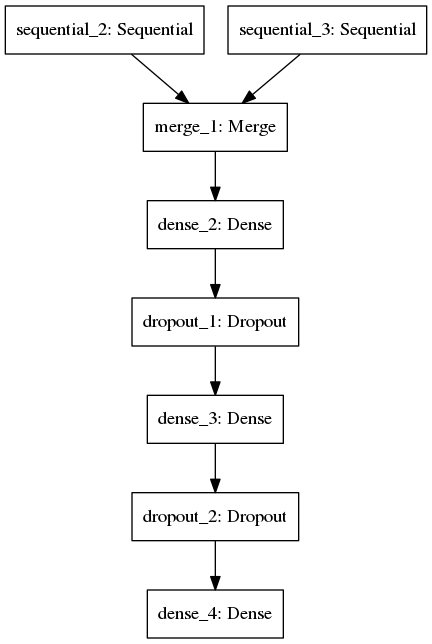 sequential_2: Sequential
sequential_3: Sequential
merge_1: Merge
dense_2: Dense
dropout_1: Dropout
dense_3: Dense
dropout_2: Dropout
dense_4: Dense